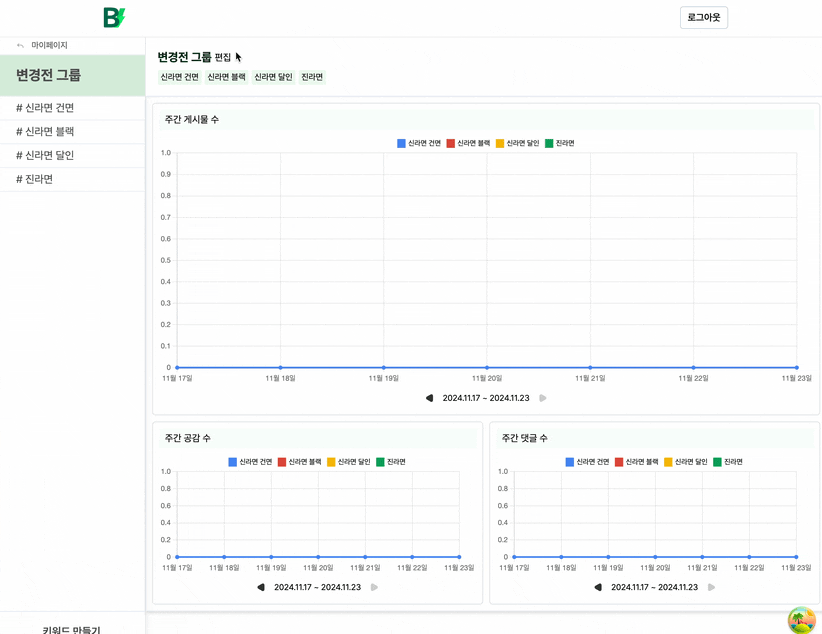 B
로그아웃
마이페이지
변경전 그룹
# 신라면 건면
# 신라면 블랙
# 신라면 달인
# 진라면
키워드 만들기
변경전 그룹 편집
신라면 건면 신라면 블랙 신라면 달인 진라면
주간 게시물 수
신라면 건면 신라면 블랙 신라면 달인 진라면
1.0
0.9
0.8
0.7
0.6
0.5
0.4
0.3
0.2
0.1
0
11월 17일 11월 18일 11월 19일 11월 20일 11월 21일 11월 22일 11월 23일
2024.11.17 ~ 2024.11.23
주간 공감 수
신라면 건면 신라면 블랙 신라면 달인 진라면
1.0
0.8
0.6
0.4
0.2
0
11월 17일 11월 18일 11월 19일 11월 20일 11월 21일 11월 22일 11월 23일
2024.11.17 ~ 2024.11.23
주간 댓글 수
신라면 건면 신라면 블랙 신라면 달인 진라면
1.0
0.8
0.6
0.4
0.2
0
11월 17일 11월 18일 11월 19일 11월 20일 11월 21일 11월 22일 11월 23일
2024.11.17 ~ 2024.11.23